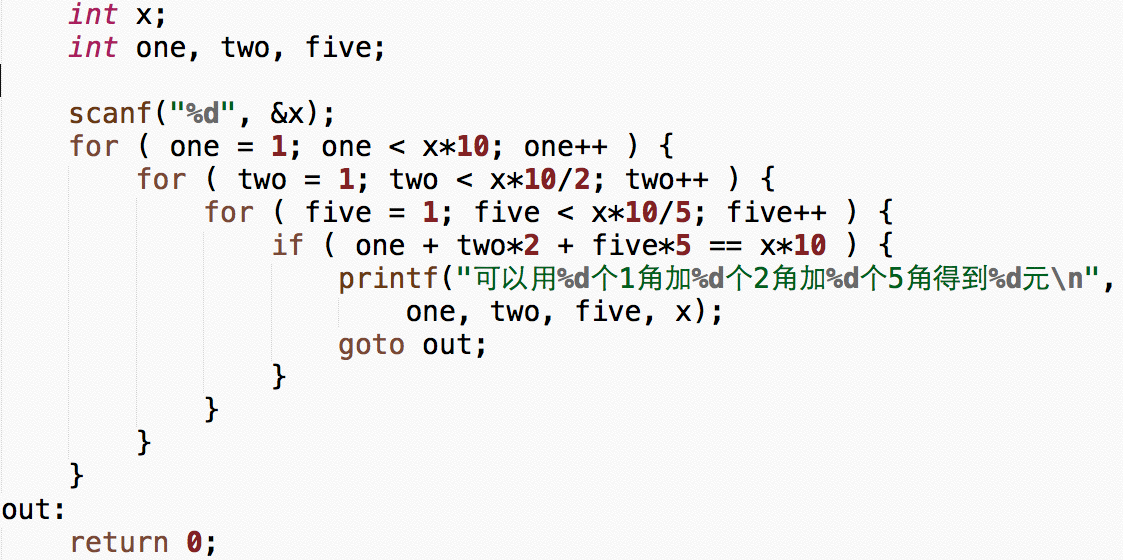 int x;
int one, two, five;
scanf("%d", &x);
for ( one = 1; one < x*10; one++ ) {
for ( two = 1; two < x*10/2; two++ ) {
for ( five = 1; five < x*10/5; five++ ) {
if ( one + two*2 + five*5 == x*10 ) {
printf("可以用%d个1角加%d个2角加%d个5角得到%d元\n",
one, two, five, x);
goto out;
}
}
}
}
out:
return 0;